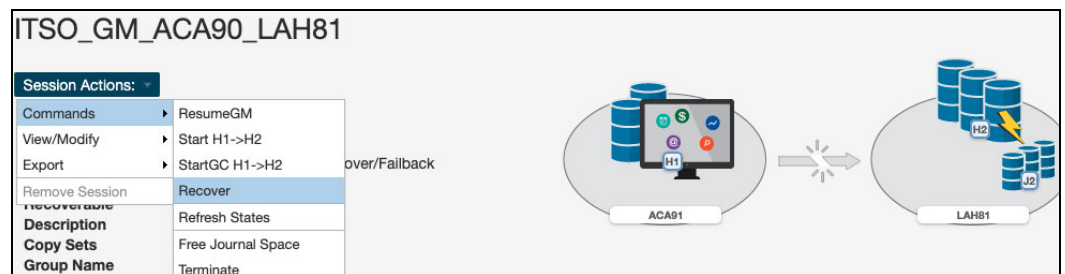 ITSO_GM_ACA90_LAH81
Session Actions:
Commands
View/Modify
Export
Remove Session
Recoverable
Description
Copy Sets
Group Name
ResumeGM
Start H1->H2
StartGC H1->H2
Recover
Refresh States
Free Journal Space
Terminate
over/Failback
$
@
H1
ACA91
H2
J2
LAH81